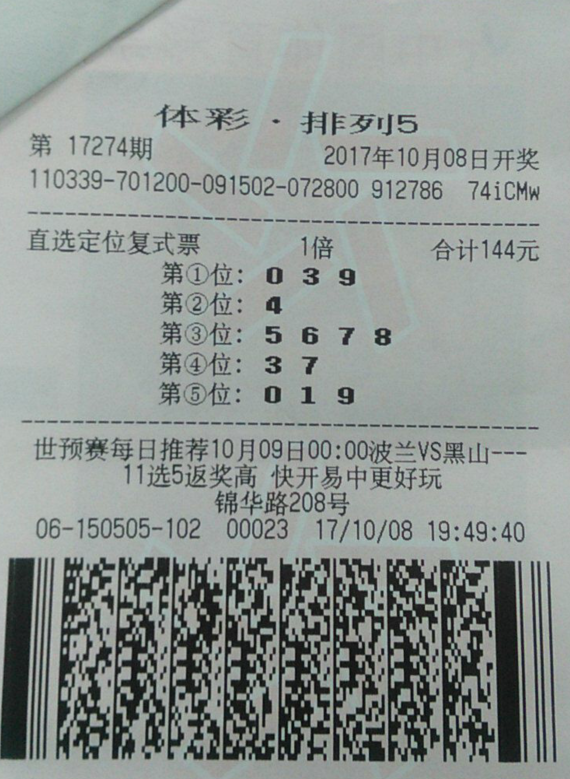 体彩·排列5
第 17274期 2017年10月08日开奖
110339-701200-091502-072800 912786 74iCMw
直选定位复式票 1倍 合计144元
第①位: 0 3 9
第②位: 4
第③位: 5 6 7 8
第④位: 3 7
第⑤位: 0 1 9
世预赛每日推荐10月09日00:00波兰VS黑山---
11选5返奖高 快开易中更好玩
锦华路208号
06-150505-102 00023 17/10/08 19:49:40